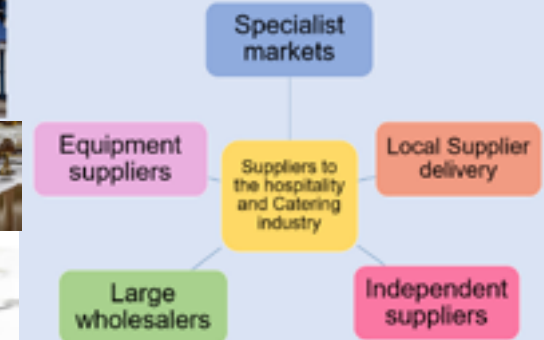 Specialist
markets
Equipment
suppliers
Suppliers to
the hospitality
and Catering
industry
Local Supplier
delivery
Large
wholesalers
Independent
suppliers